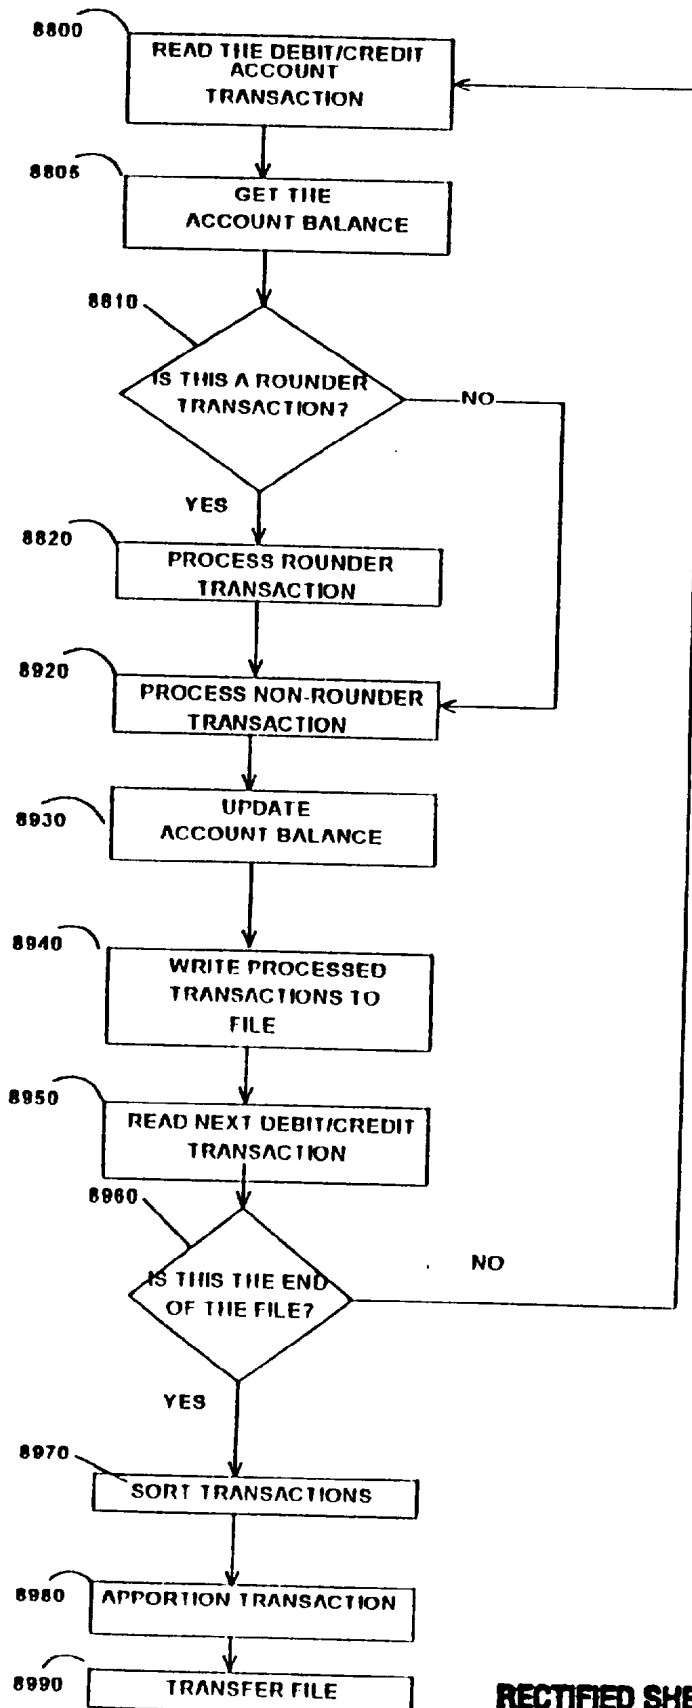 8800
READ THE DEBIT/CREDIT
ACCOUNT
TRANSACTION
8805
GET THE
ACCOUNT BALANCE
8810
IS THIS A ROUNDER
TRANSACTION?
NO
YES
8820
PROCESS ROUNDER
TRANSACTION
8920
PROCESS NON-ROUNDER
TRANSACTION
8930
UPDATE
ACCOUNT BALANCE
8940
WRITE PROCESSED
TRANSACTIONS TO
FILE
8950
READ NEXT DEBIT/CREDIT
TRANSACTION
8960
IS THIS THE END
OF THE FILE?
NO
YES
8970
SORT TRANSACTIONS
8980
APPORTION TRANSACTION
8990
TRANSFER FILE
RECTIFIED SHE